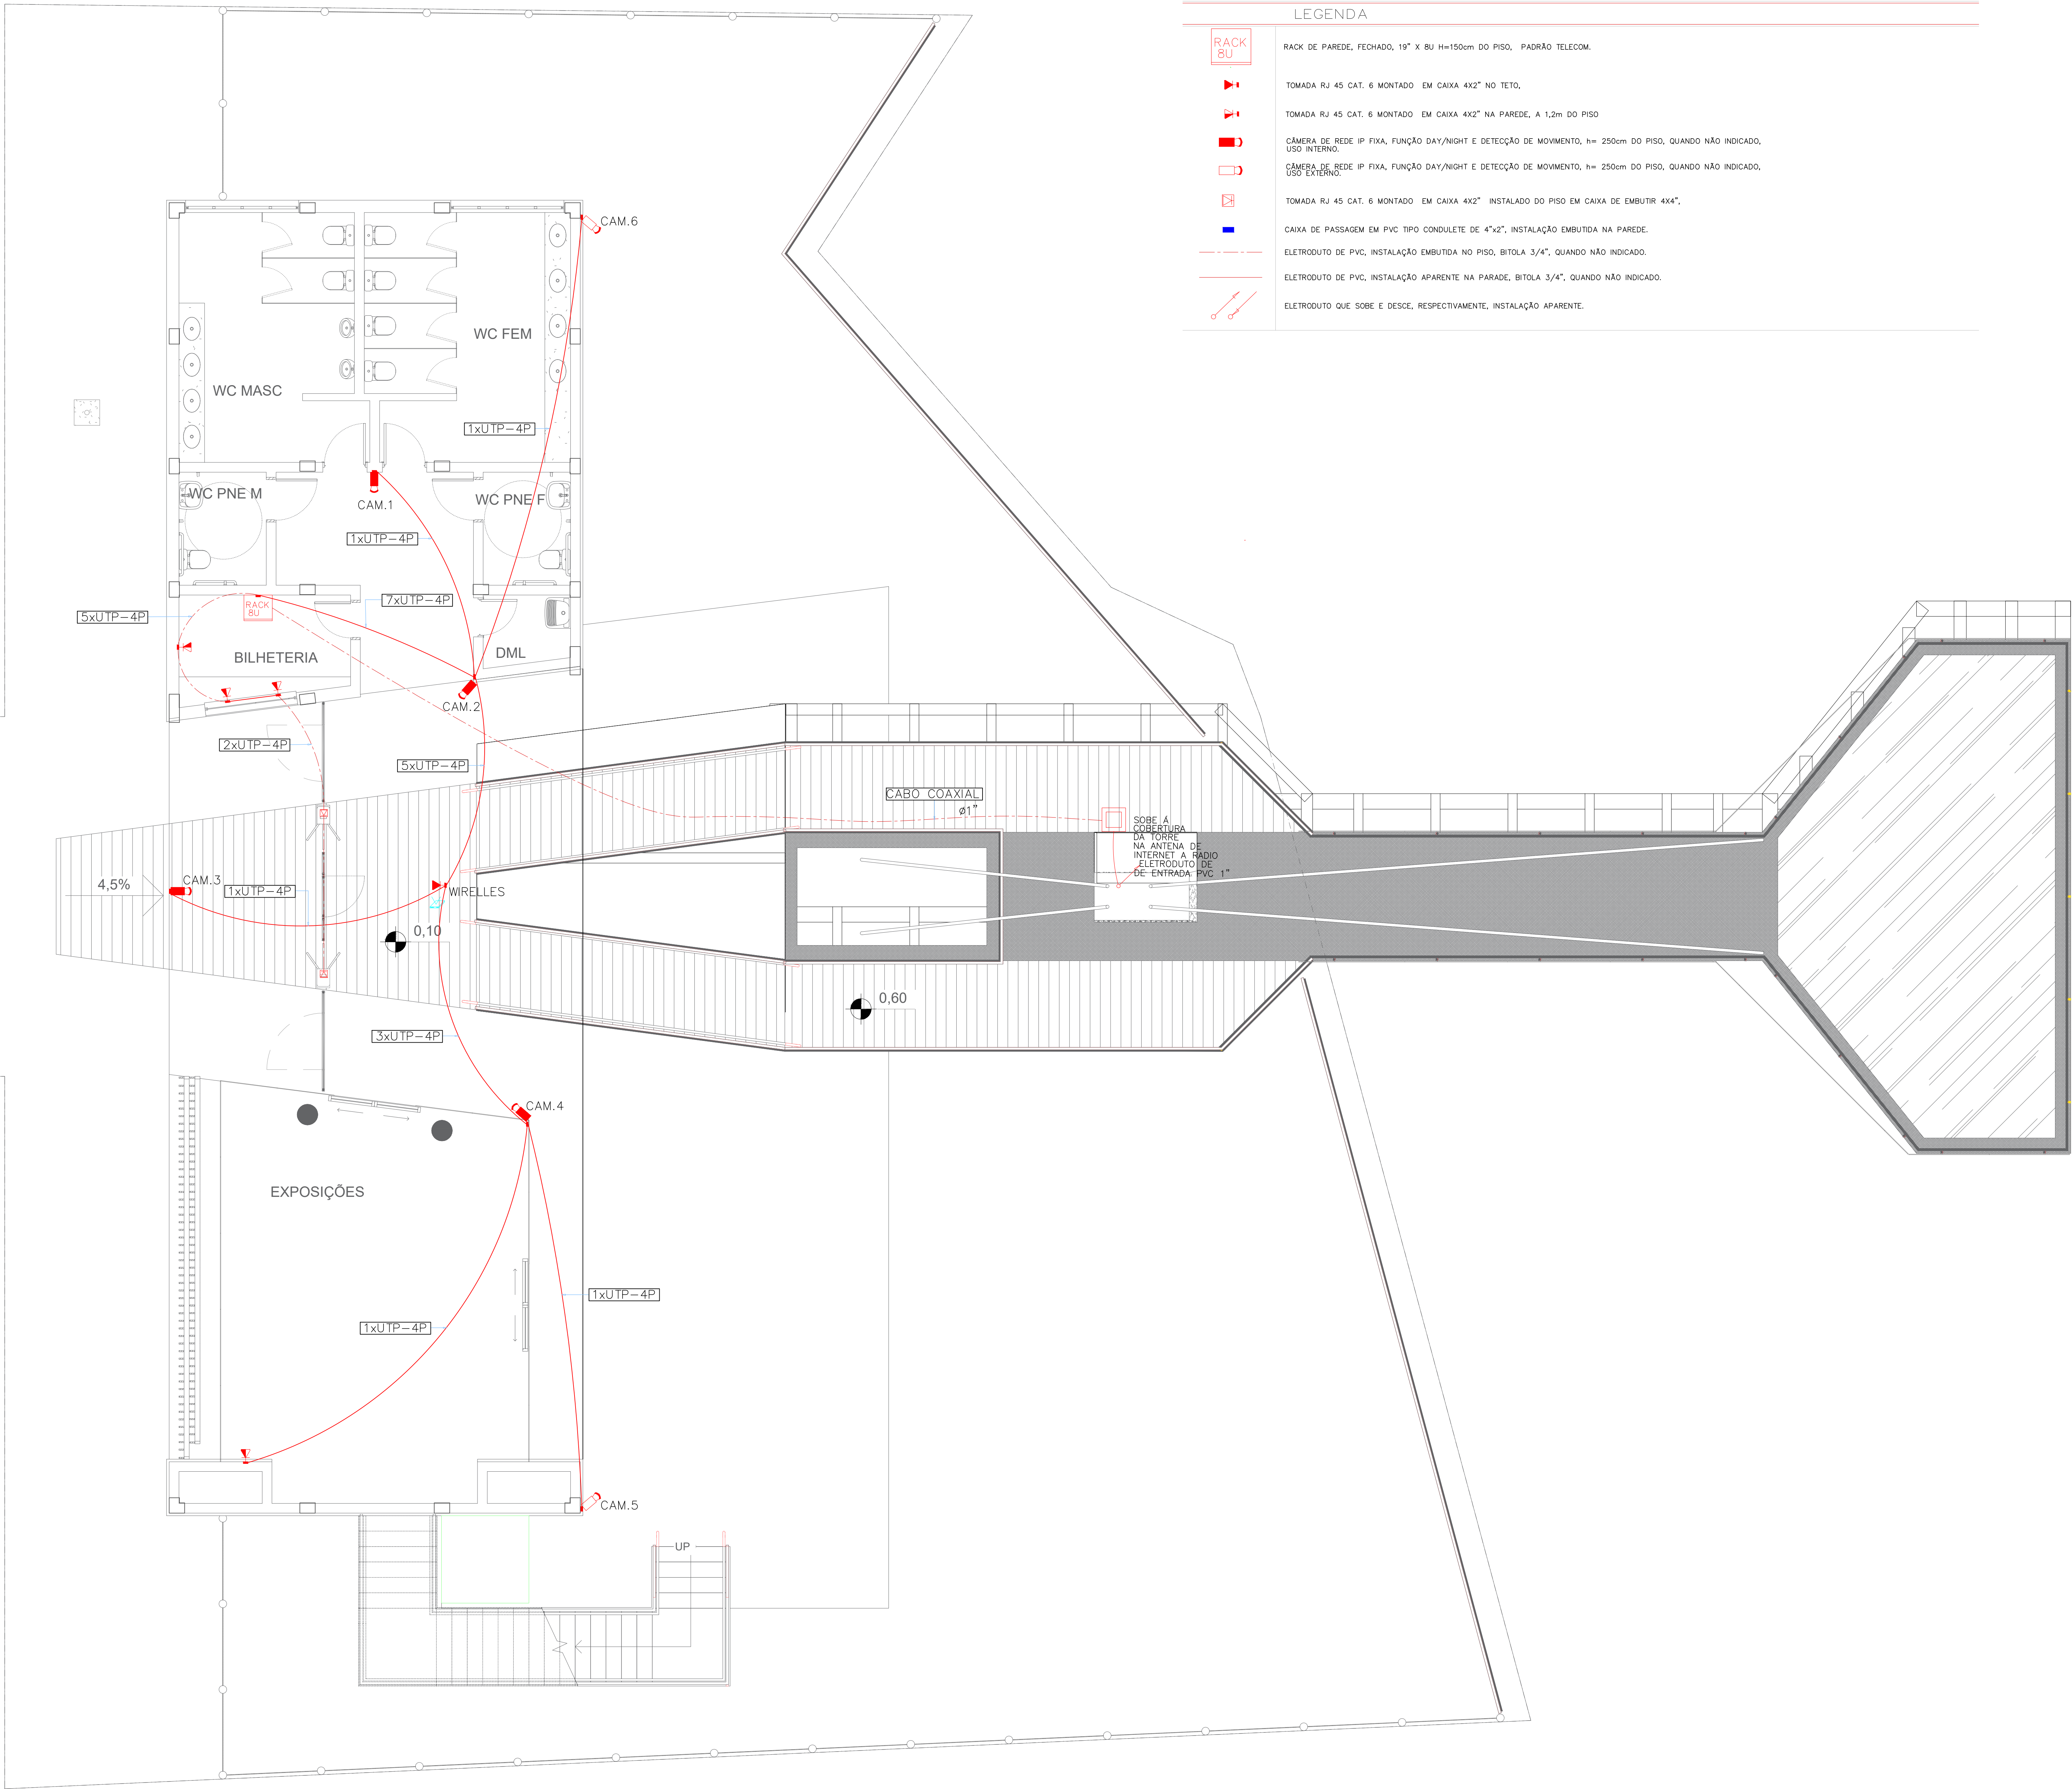 LEGENDA
RACK
8U
RACK DE PAREDE, FECHADO, 19" X 8U H=150cm DO PISO, PADRÃO TELECOM.
TOMADA RJ 45 CAT. 6 MONTADO EM CAIXA 4X2" NO TETO,
TOMADA RJ 45 CAT. 6 MONTADO EM CAIXA 4X2" NA PAREDE, A 1,2m DO PISO
CÂMERA DE REDE IP FIXA, FUNÇÃO DAY/NIGHT E DETECÇÃO DE MOVIMENTO, h= 250cm DO PISO, QUANDO NÃO INDICADO,
USO INTERNO.
CÂMERA DE REDE IP FIXA, FUNÇÃO DAY/NIGHT E DETECÇÃO DE MOVIMENTO, h= 250cm DO PISO, QUANDO NÃO INDICADO,
USO EXTERNO.
TOMADA RJ 45 CAT. 6 MONTADO EM CAIXA 4X2" INSTALADO DO PISO EM CAIXA DE EMBUTIR 4X4",
CAIXA DE PASSAGEM EM PVC TIPO CONDULETE DE 4"x2", INSTALAÇÃO EMBUTIDA NA PAREDE.
ELETRODUTO DE PVC, INSTALAÇÃO EMBUTIDA NO PISO, BITOLA 3/4", QUANDO NÃO INDICADO.
ELETRODUTO DE PVC, INSTALAÇÃO APARENTE NA PARADE, BITOLA 3/4", QUANDO NÃO INDICADO.
ELETRODUTO QUE SOBE E DESCE, RESPECTIVAMENTE, INSTALAÇÃO APARENTE.
CAM.6
WC FEM
WC MASC
1xUTP-4P
WC PNE M
WC PNE F
CAM.1
1xUTP-4P
7xUTP-4P
RACK
8U
5xUTP-4P
BILHETERIA
DML
CAM.2
2xUTP-4P
5xUTP-4P
CABO COAXIAL
ø1"
SOBE Á
COBERTURA
DA TORRE
NA ANTENA DE
INTERNET A RADIO
ELETRODUTO DE
DE ENTRADA PVC 1"
4,5%
CAM.3
1xUTP-4P
WIRELLES
0,10
0,60
3xUTP-4P
CAM.4
EXPOSIÇÕES
1xUTP-4P
1xUTP-4P
CAM.5
UP